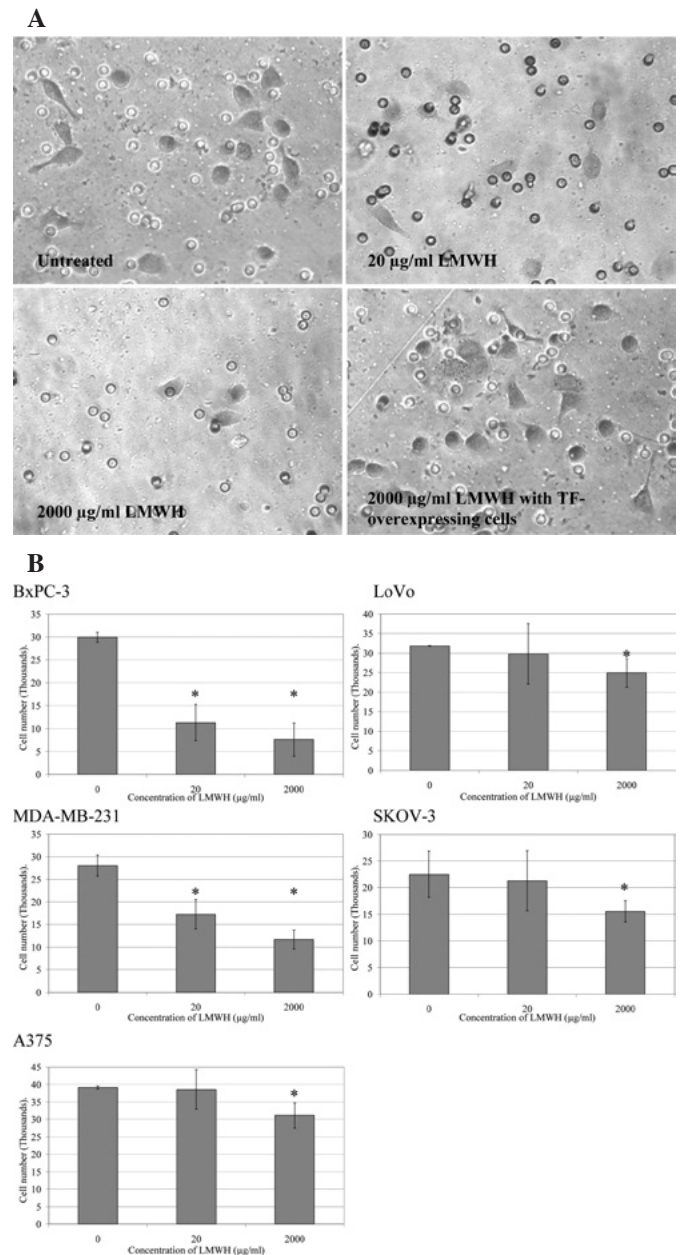 A
Untreated
20 µg/ml LMWH
2000 µg/ml LMWH
2000 µg/ml LMWH with TF-
overexpressing cells
B
BxPC-3
Cell number (Thousands).
35
30
25
20
15
10
5
0
*
*
0
20
2000
Concentration of LMWH (µg/ml)
LoVo
Cell number (Thousands).
40
35
30
25
20
15
10
5
0
*
0
20
2000
Concentration of LMWH (µg/ml)
MDA-MB-231
Cell number (Thousands).
35
30
25
20
15
10
5
0
*
*
0
20
2000
Concentration of LMWH (µg/ml)
SKOV-3
Cell number (Thousands).
30
25
20
15
10
5
0
*
0
20
2000
Concentration of LMWH (µg/ml)
A375
Cell number (Thousands).
45
40
35
30
25
20
15
10
5
0
*
0
20
2000
Concentration of LMWH (µg/ml)